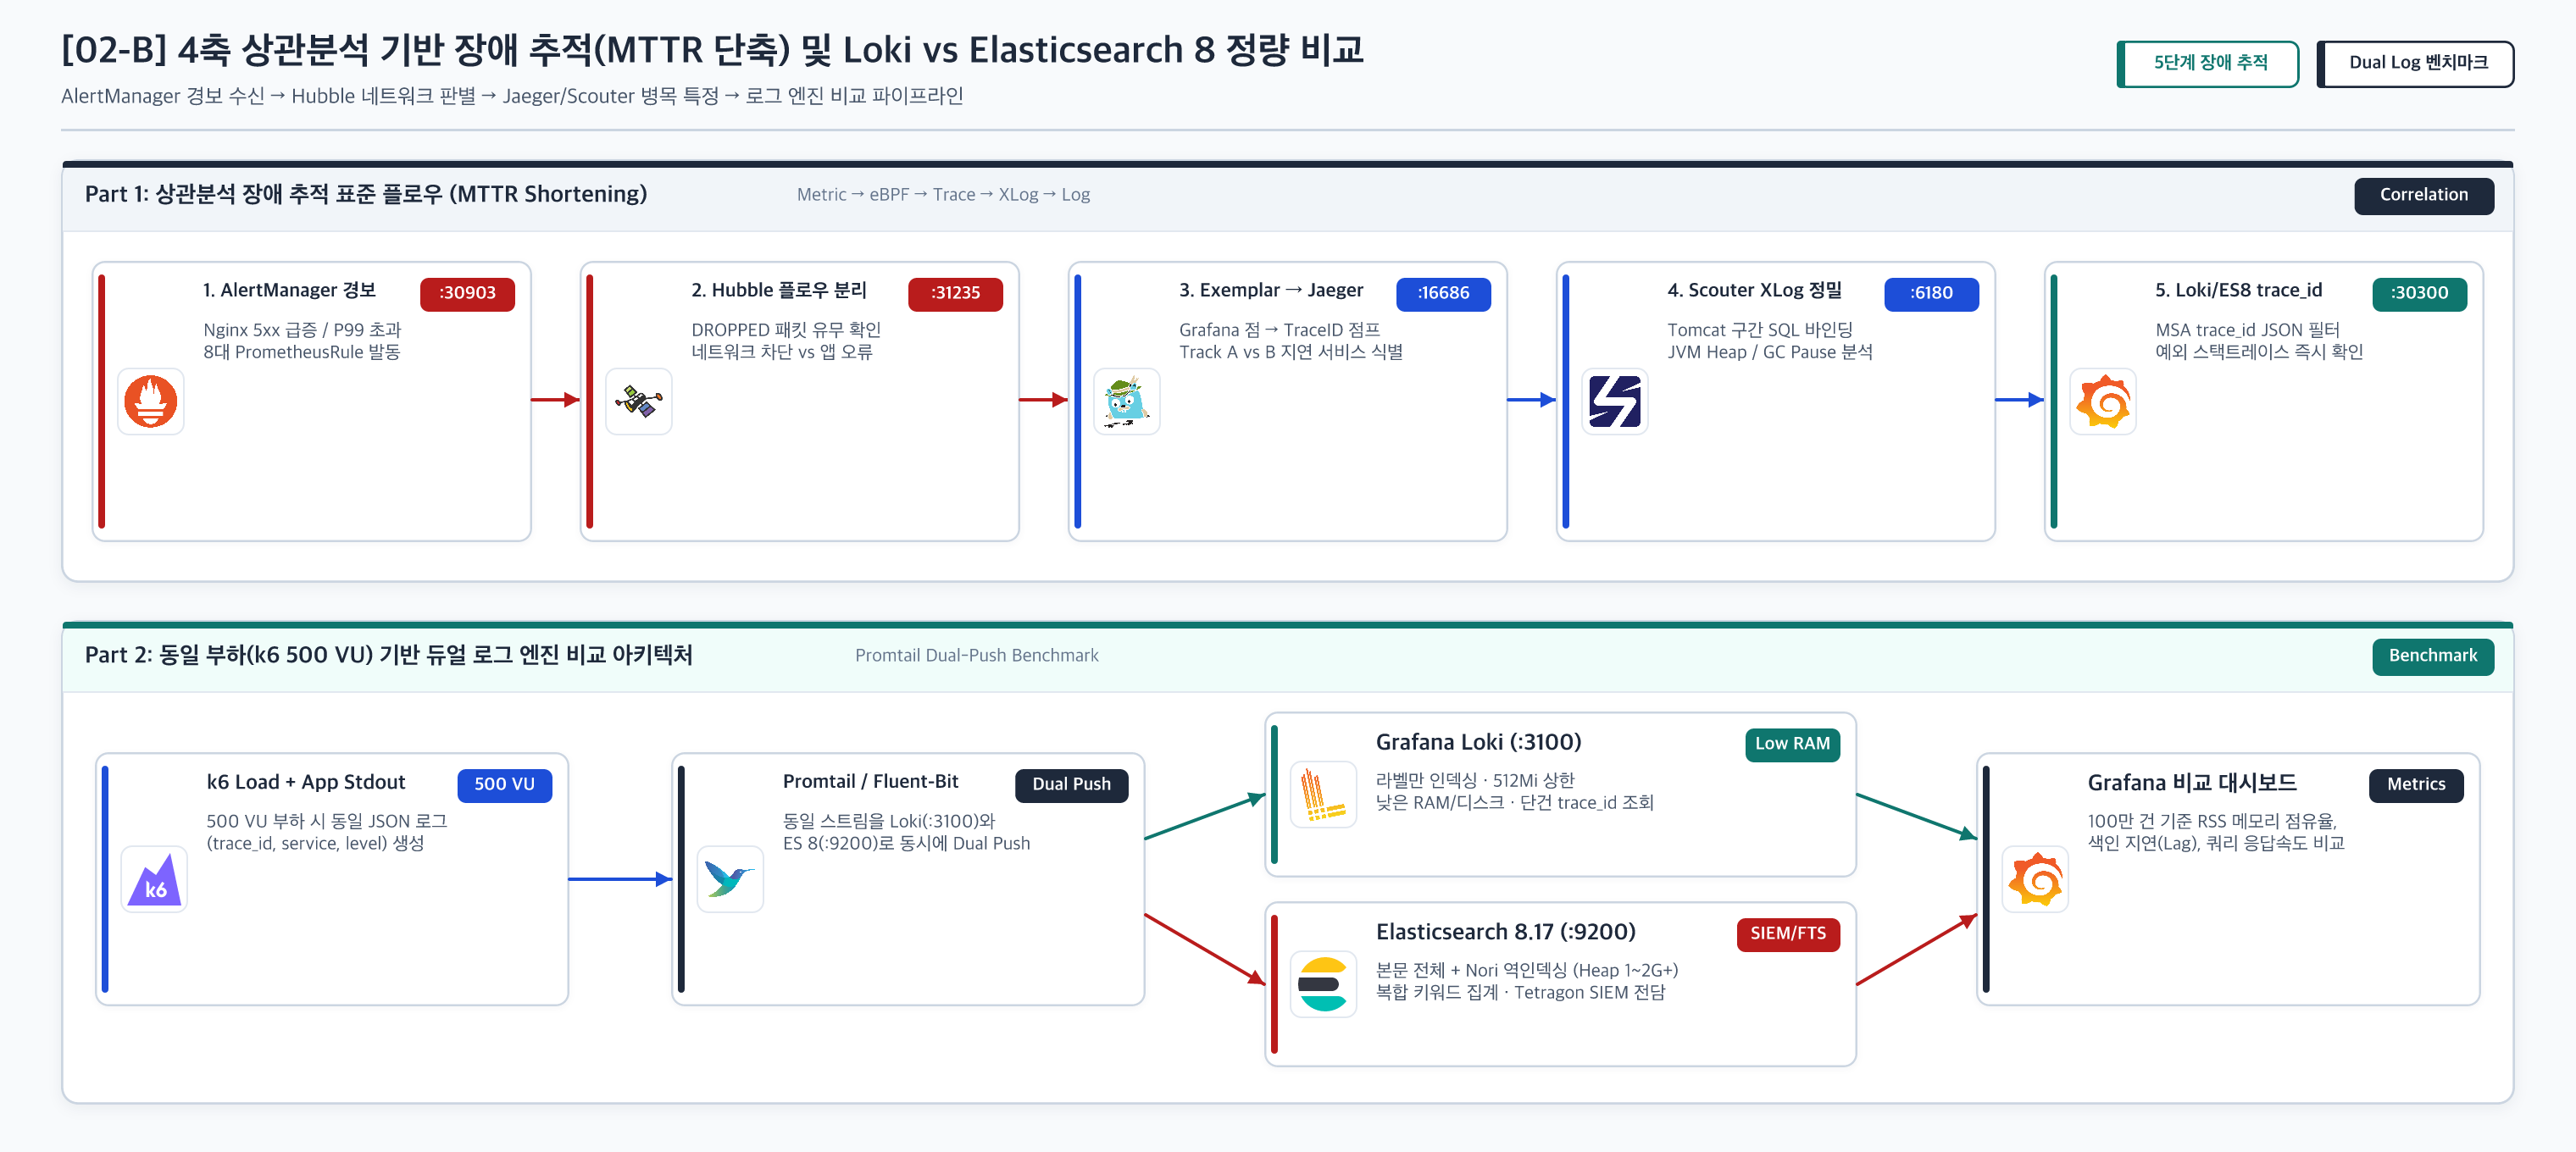 [02-B] 4축 상관분석 기반 장애 추적(MTTR 단축) 및 Loki vs Elasticsearch 8 정량 비교
AlertManager 경보 수신 → Hubble 네트워크 판별 → Jaeger/Scouter 병목 특정 → 로그 엔진 비교 파이프라인
5단계 장애 추적
Dual Log 벤치마크
Part 1: 상관분석 장애 추적 표준 플로우 (MTTR Shortening)
Metric → eBPF → Trace → XLog → Log
Correlation
1. AlertManager 경보
:30903
Nginx 5xx 급증 / P99 초과
8대 PrometheusRule 발동
2. Hubble 플로우 분리
:31235
DROPPED 패킷 유무 확인
네트워크 차단 vs 앱 오류
3. Exemplar → Jaeger
:16686
Grafana 점 → TraceID 점프
Track A vs B 지연 서비스 식별
4. Scouter XLog 정밀
:6180
Tomcat 구간 SQL 바인딩
JVM Heap / GC Pause 분석
5. Loki/ES8 trace_id
:30300
MSA trace_id JSON 필터
예외 스택트레이스 즉시 확인
Part 2: 동일 부하(k6 500 VU) 기반 듀얼 로그 엔진 비교 아키텍처
Promtail Dual-Push Benchmark
Benchmark
k6 Load + App Stdout
500 VU
500 VU 부하 시 동일 JSON 로그
(trace_id, service, level) 생성
k6
Promtail / Fluent-Bit
Dual Push
동일 스트림을 Loki(:3100)와
ES 8(:9200)로 동시에 Dual Push
Grafana Loki (:3100)
Low RAM
라벨만 인덱싱 · 512Mi 상한
낮은 RAM/디스크 · 단건 trace_id 조회
Elasticsearch 8.17 (:9200)
SIEM/FTS
본문 전체 + Nori 역인덱싱 (Heap 1~2G+)
복합 키워드 집계 · Tetragon SIEM 전담
Grafana 비교 대시보드
Metrics
100만 건 기준 RSS 메모리 점유율,
색인 지연(Lag), 쿼리 응답속도 비교